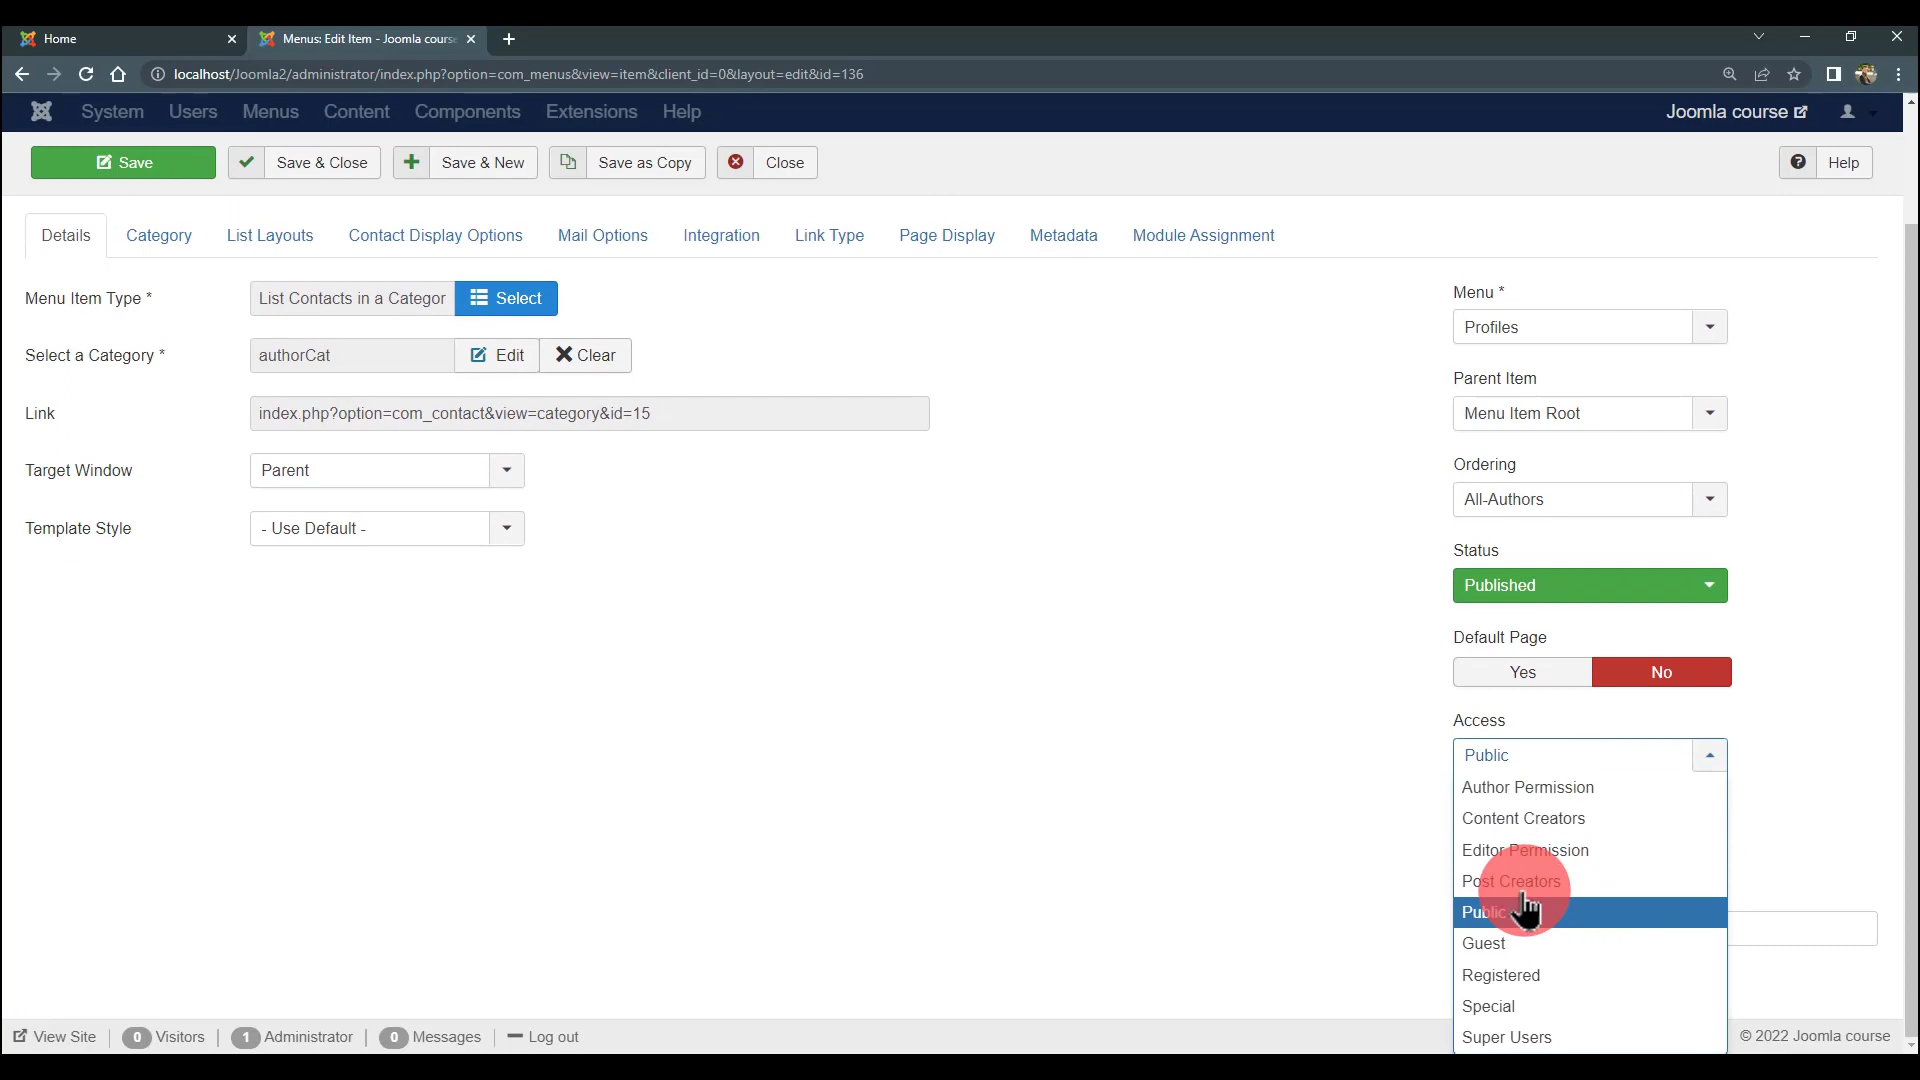 Home
Menus: Edit Item - Joomla course
localhost/Joomla2/administrator/index.php?option=com_menus&view=item&client_id=0&layout=edit&id=136
System Users Menus Content Components Extensions Help
Joomla course
Save
Save & Close
Save & New
Save as Copy
Close
Help
Details Category List Layouts Contact Display Options Mail Options Integration Link Type Page Display Metadata Module Assignment
Menu Item Type *
List Contacts in a Categor
Select
Select a Category *
authorCat
Edit
Clear
Link
index.php?option=com_contact&view=category&id=15
Target Window
Parent
Template Style
- Use Default -
Menu *
Profiles
Parent Item
Menu Item Root
Ordering
All-Authors
Status
Published
Default Page
Yes No
Access
Public
Author Permission
Content Creators
Editor Permission
Post Creators
Public
Guest
Registered
Special
Super Users
View Site 0 Visitors 1 Administrator 0 Messages Log out
© 2022 Joomla course